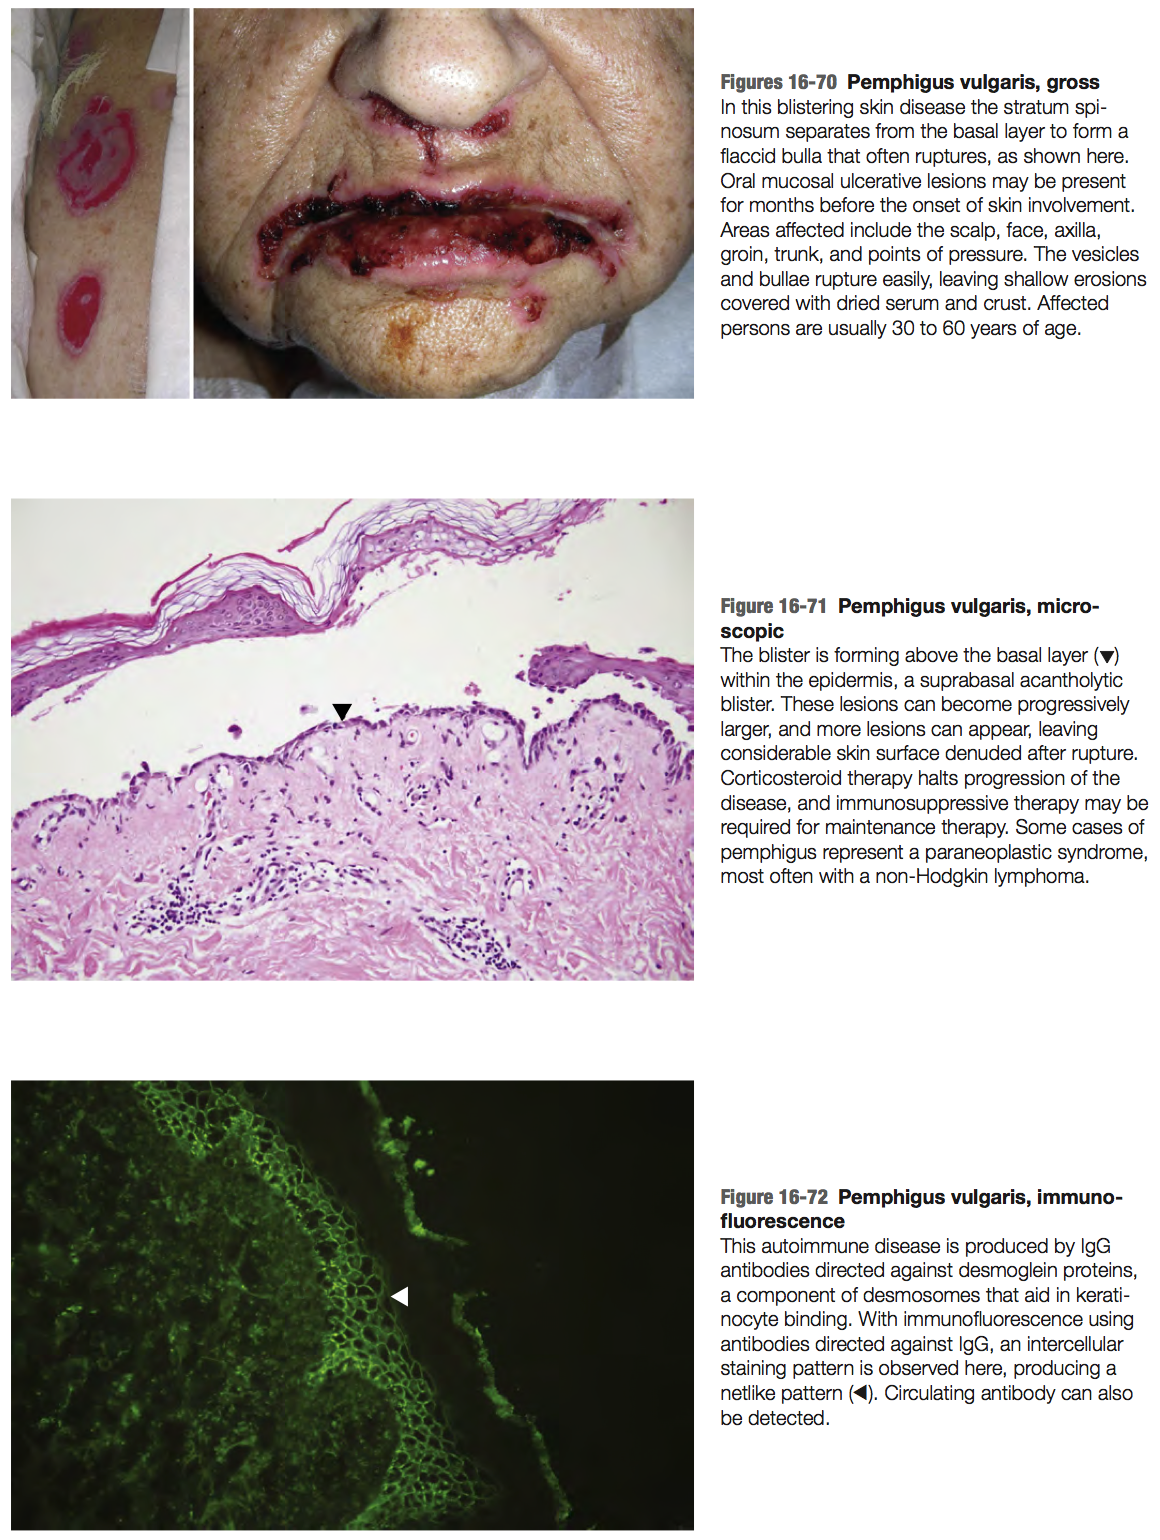 Figures 16-70 Pemphigus vulgaris, gross
In this blistering skin disease the stratum spi-
nosum separates from the basal layer to form a
flaccid bulla that often ruptures, as shown here.
Oral mucosal ulcerative lesions may be present
for months before the onset of skin involvement.
Areas affected include the scalp, face, axilla,
groin, trunk, and points of pressure. The vesicles
and bullae rupture easily, leaving shallow erosions
covered with dried serum and crust. Affected
persons are usually 30 to 60 years of age.
Figure 16-71 Pemphigus vulgaris, micro-
scopic
The blister is forming above the basal layer (▼)
within the epidermis, a suprabasal acantholytic
blister. These lesions can become progressively
larger, and more lesions can appear, leaving
considerable skin surface denuded after rupture.
Corticosteroid therapy halts progression of the
disease, and immunosuppressive therapy may be
required for maintenance therapy. Some cases of
pemphigus represent a paraneoplastic syndrome,
most often with a non-Hodgkin lymphoma.
Figure 16-72 Pemphigus vulgaris, immuno-
fluorescence
This autoimmune disease is produced by IgG
antibodies directed against desmoglein proteins,
a component of desmosomes that aid in kerati-
nocyte binding. With immunofluorescence using
antibodies directed against IgG, an intercellular
staining pattern is observed here, producing a
netlike pattern (◀). Circulating antibody can also
be detected.